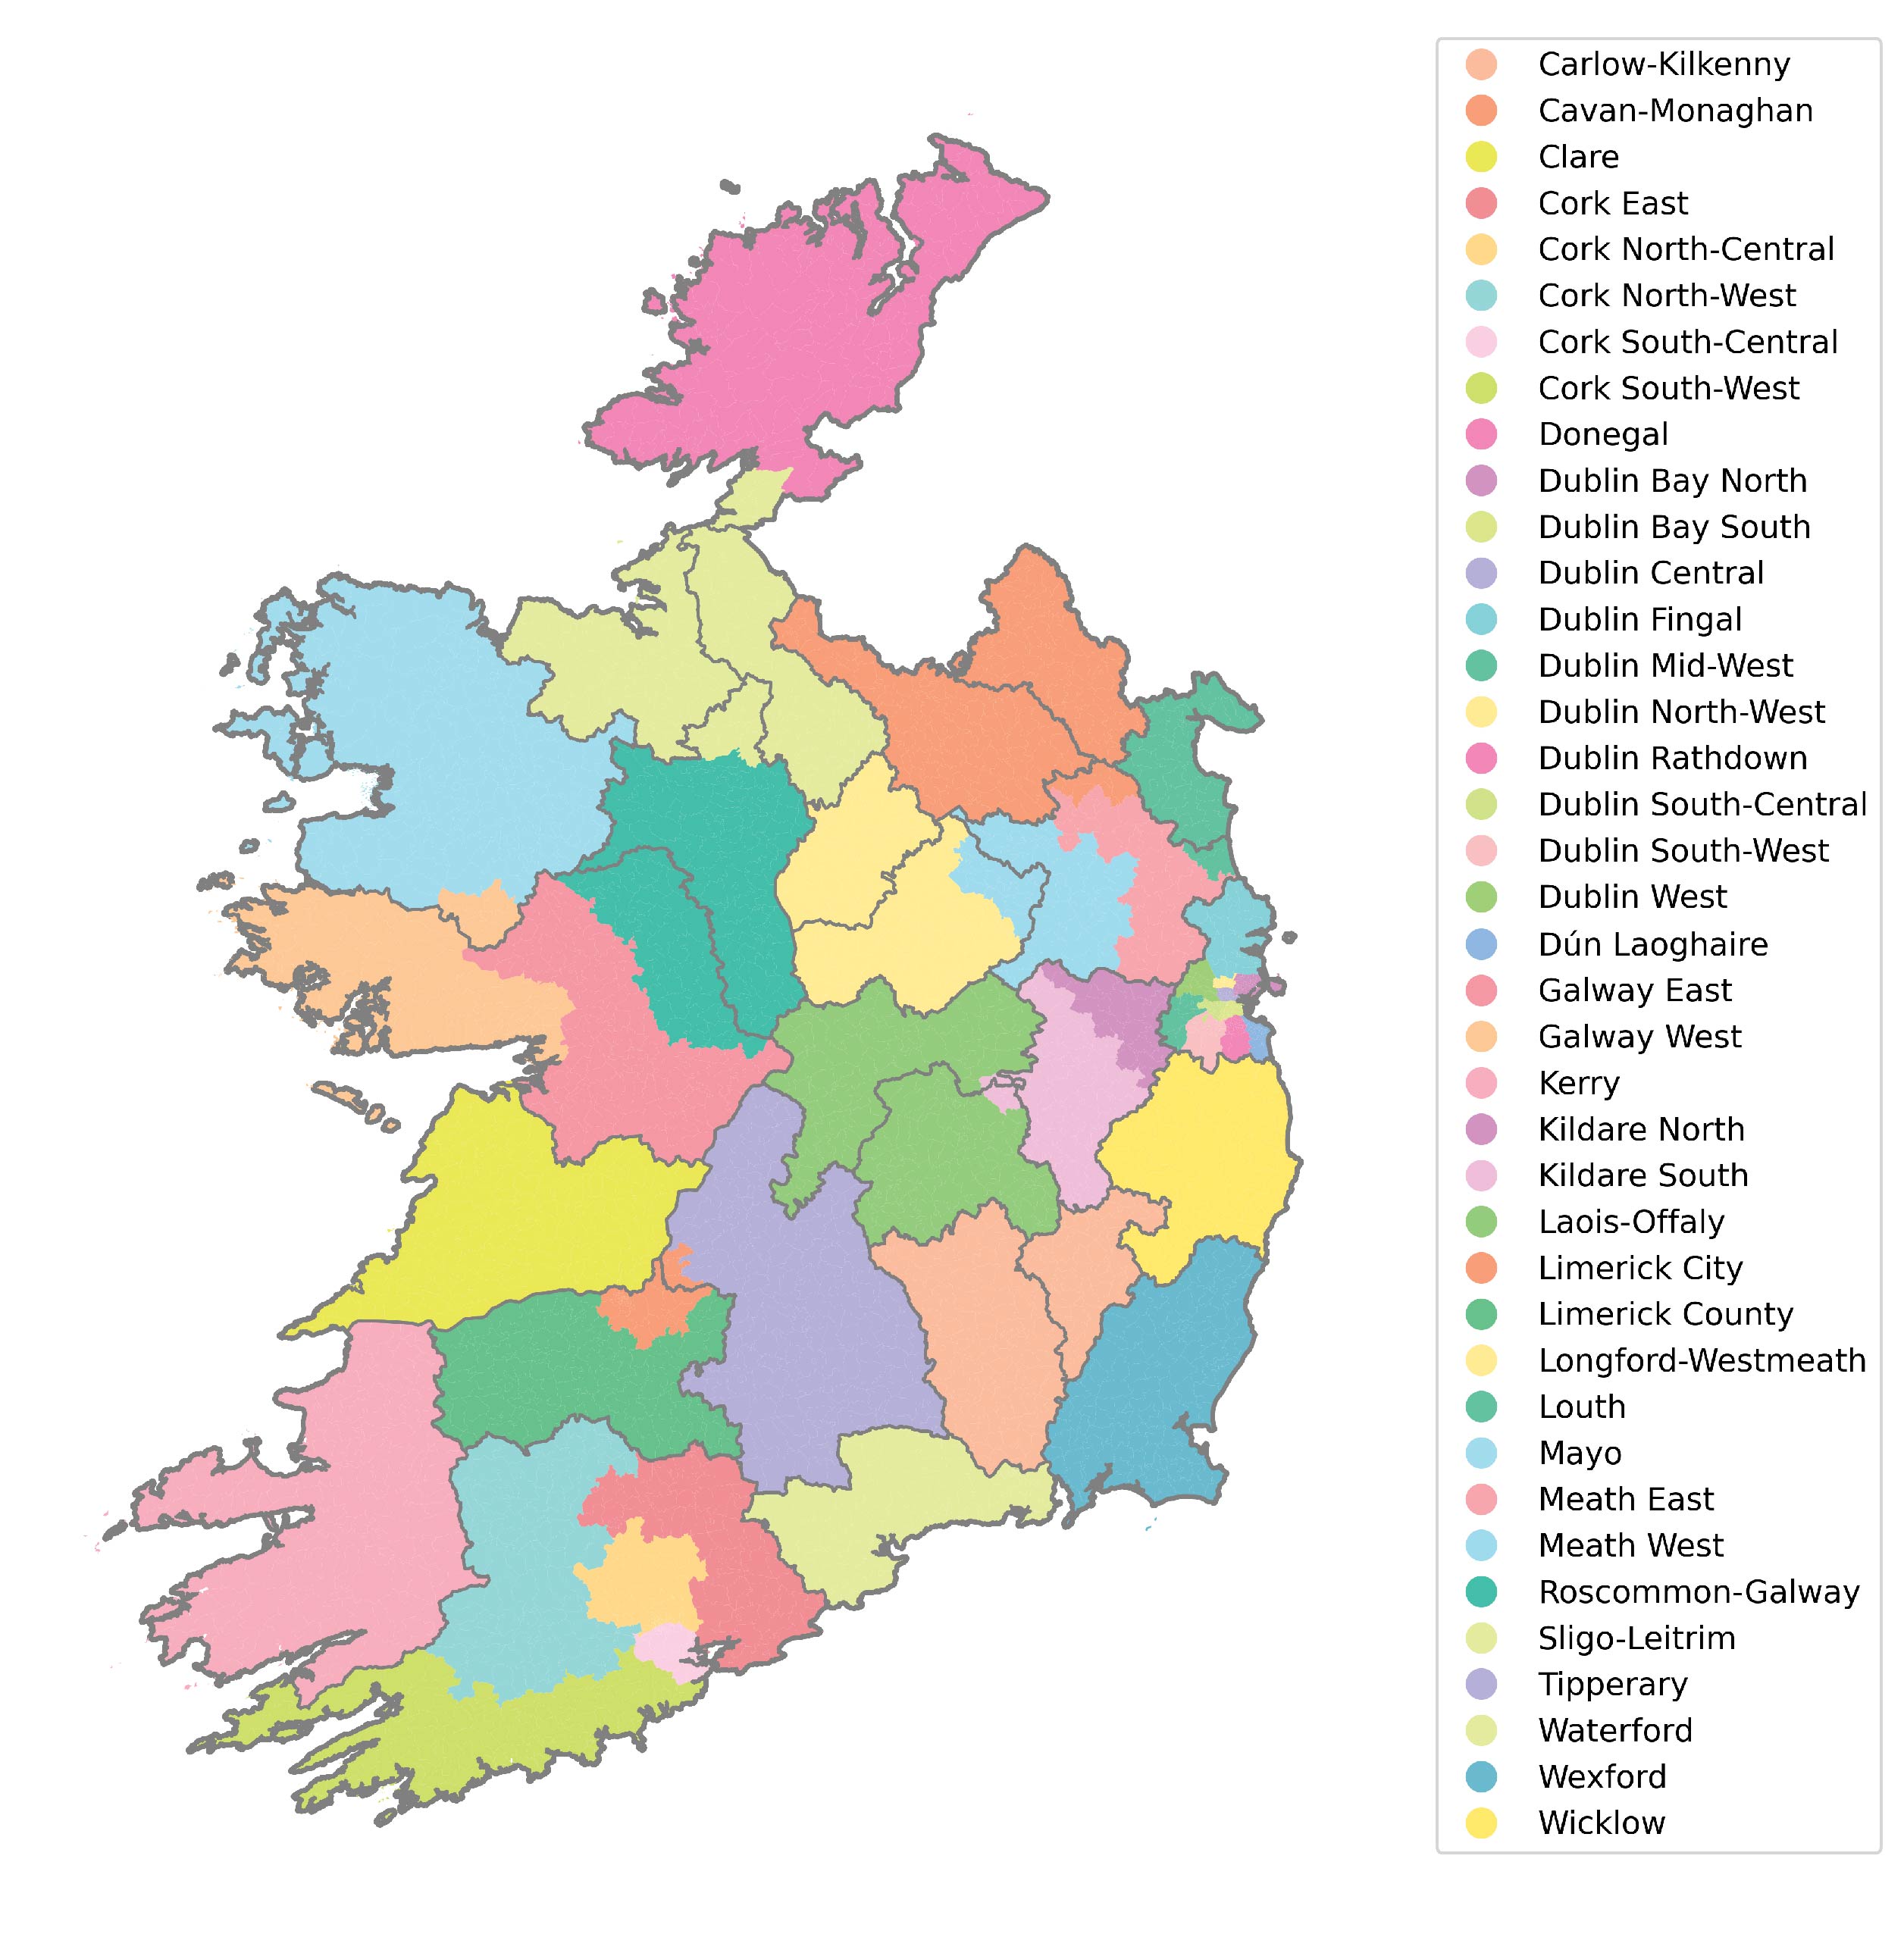 Carlow-Kilkenny
Cavan-Monaghan
Clare
Cork East
Cork North-Central
Cork North-West
Cork South-Central
Cork South-West
Donegal
Dublin Bay North
Dublin Bay South
Dublin Central
Dublin Fingal
Dublin Mid-West
Dublin North-West
Dublin Rathdown
Dublin South-Central
Dublin South-West
Dublin West
Dún Laoghaire
Galway East
Galway West
Kerry
Kildare North
Kildare South
Laois-Offaly
Limerick City
Limerick County
Longford-Westmeath
Louth
Mayo
Meath East
Meath West
Roscommon-Galway
Sligo-Leitrim
Tipperary
Waterford
Wexford
Wicklow